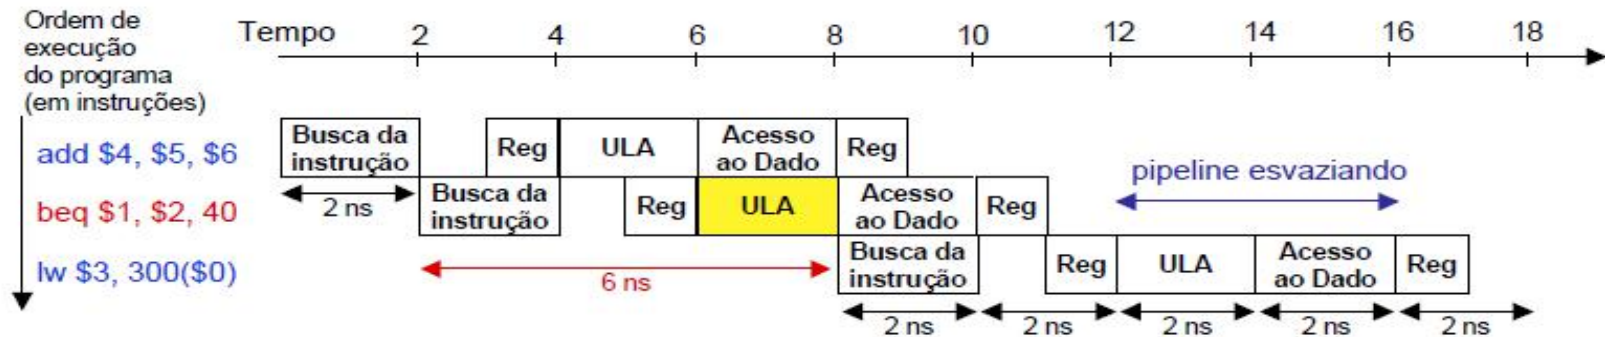 Ordem de
execução
do programa
(em instruções)
Tempo 2 4 6 8 10 12 14 16 18
add $4, $5, $6
Busca da
instrução
Reg
ULA
Acesso
ao Dado
Reg
2 ns
beq $1, $2, 40
Busca da
instrução
Reg
ULA
Acesso
ao Dado
Reg
pipeline esvaziando
6 ns
lw $3, 300($0)
Busca da
instrução
Reg
ULA
Acesso
ao Dado
Reg
2 ns 2 ns 2 ns 2 ns 2 ns